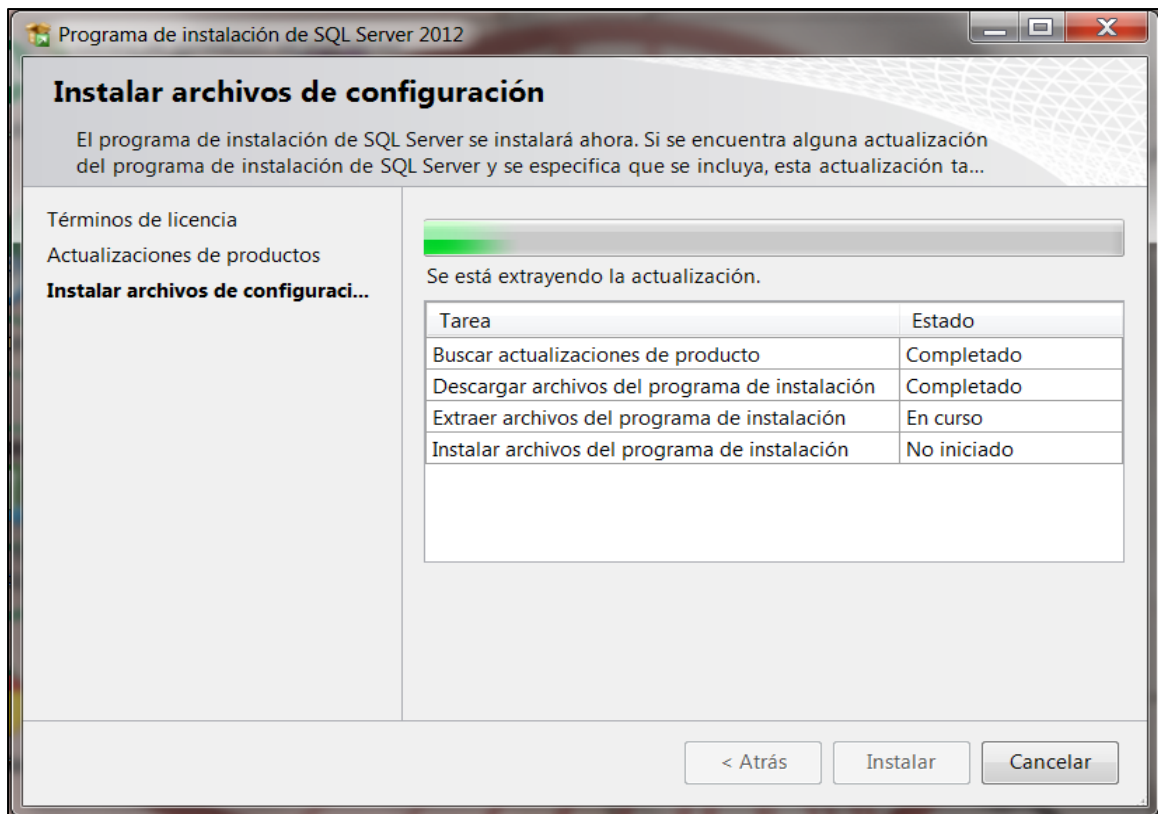 Programa de instalación de SQL Server 2012
Instalar archivos de configuración
El programa de instalación de SQL Server se instalará ahora. Si se encuentra alguna actualización
del programa de instalación de SQL Server y se especifica que se incluya, esta actualización ta...
Términos de licencia
Actualizaciones de productos
Instalar archivos de configuraci...
Se está extrayendo la actualización.
Tarea Estado
Buscar actualizaciones de producto Completado
Descargar archivos del programa de instalación Completado
Extraer archivos del programa de instalación En curso
Instalar archivos del programa de instalación No iniciado
< Atrás Instalar Cancelar